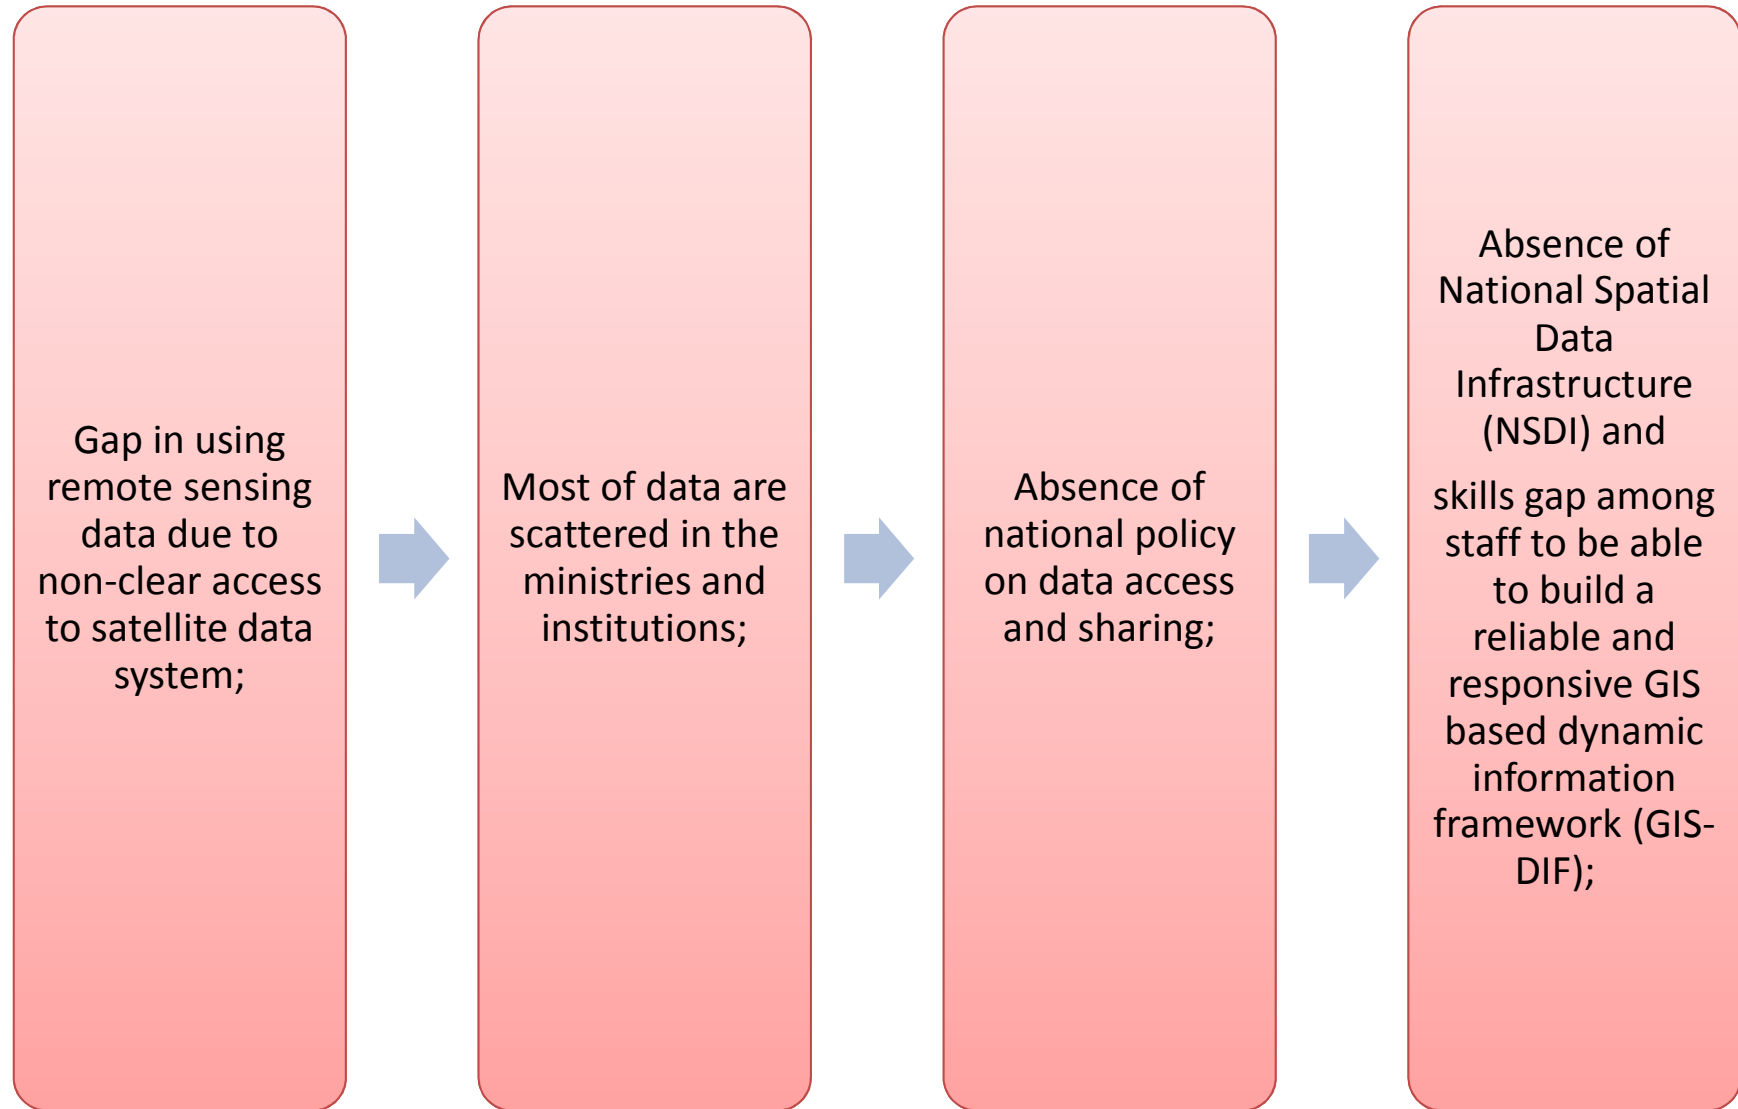 Gap in using
remote sensing
data due to
non-clear access
to satellite data
system;
Most of data are
scattered in the
ministries and
institutions;
Absence of
national policy
on data access
and sharing;
Absence of
National Spatial
Data
Infrastructure
(NSDI) and
skills gap among
staff to be able
to build a
reliable and
responsive GIS
based dynamic
information
framework (GIS-
DIF);